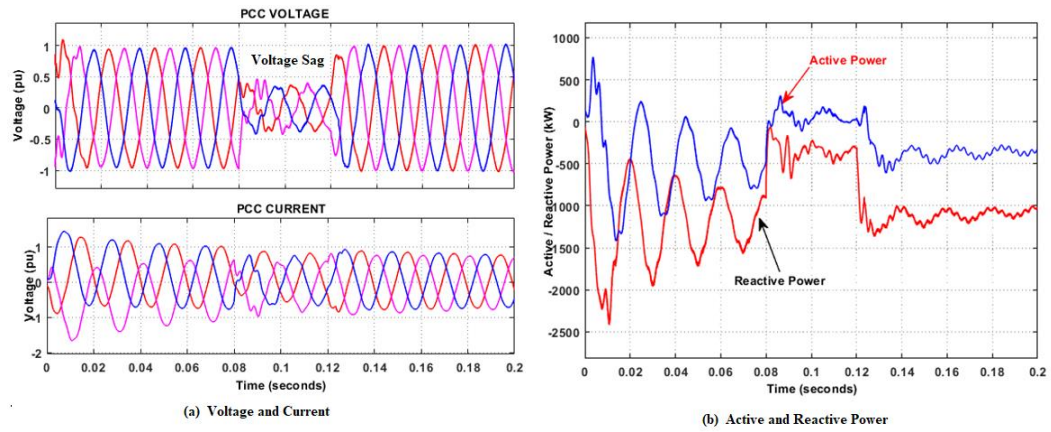 PCC VOLTAGE
Voltage Sag
1
0.5
0
-0.5
-1
Voltage (pu)
PCC CURRENT
1
0.0
-1
-2
Voltage (pu)
0 0.02 0.04 0.06 0.08 0.1 0.12 0.14 0.16 0.18 0.2
Time (seconds)
(a) Voltage and Current
1000
500
0
-500
-1000
-1500
-2000
-2500
Active / Reactive Power (kW)
Active Power
Reactive Power
0 0.02 0.04 0.06 0.08 0.1 0.12 0.14 0.16 0.18 0.2
Time (seconds)
(b) Active and Reactive Power